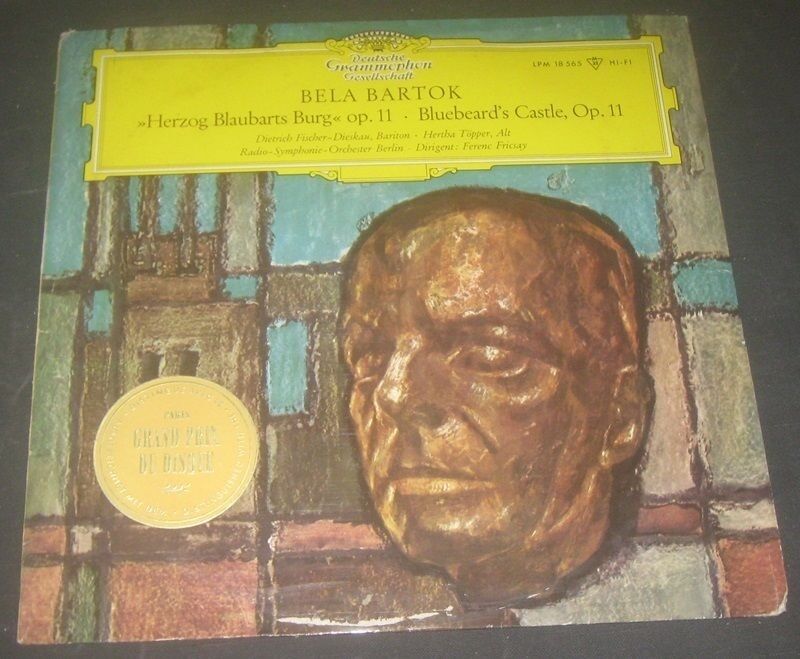 Deutsche
Grammophon
Gesellschaft
LPM 18 565 HI-FI
BELA BARTOK
»Herzog Blaubarts Burg« op. 11 · Bluebeard's Castle, Op. 11
Dietrich Fischer-Dieskau, Bariton · Hertha Töpper, Alt
Radio-Symphonie-Orchester Berlin · Dirigent: Ferenc Fricsay
PARIS
GRAND PRIX
DU DISQUE